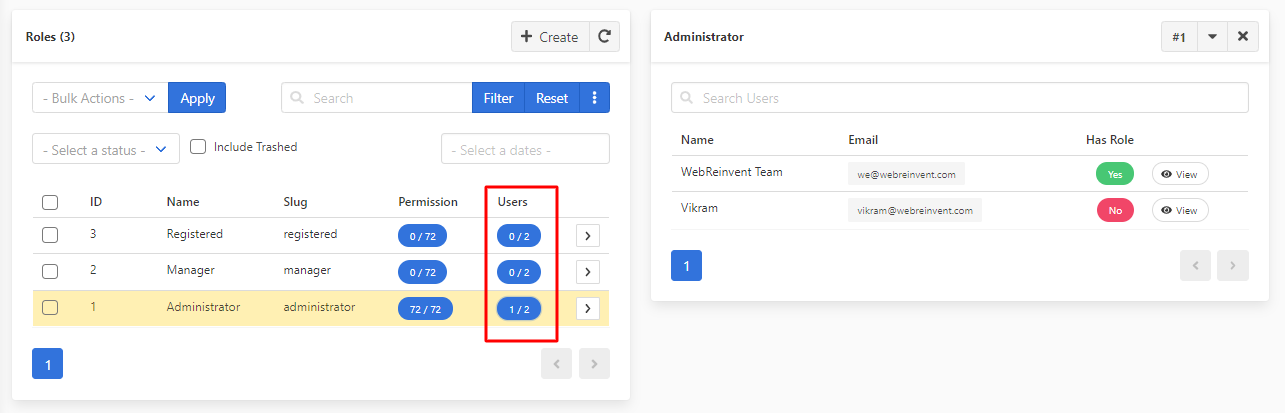 Roles (3)
Create
- Bulk Actions -
Apply
Search
Filter
Reset
- Select a status -
Include Trashed
- Select a dates -
ID Name Slug Permission Users
3 Registered registered 0 / 72 0 / 2
2 Manager manager 0 / 72 0 / 2
1 Administrator administrator 72 / 72 1 / 2
1
Administrator
#1
Search Users
Name Email Has Role
WebReinvent Team we@webreinvent.com Yes View
Vikram vikram@webreinvent.com No View
1